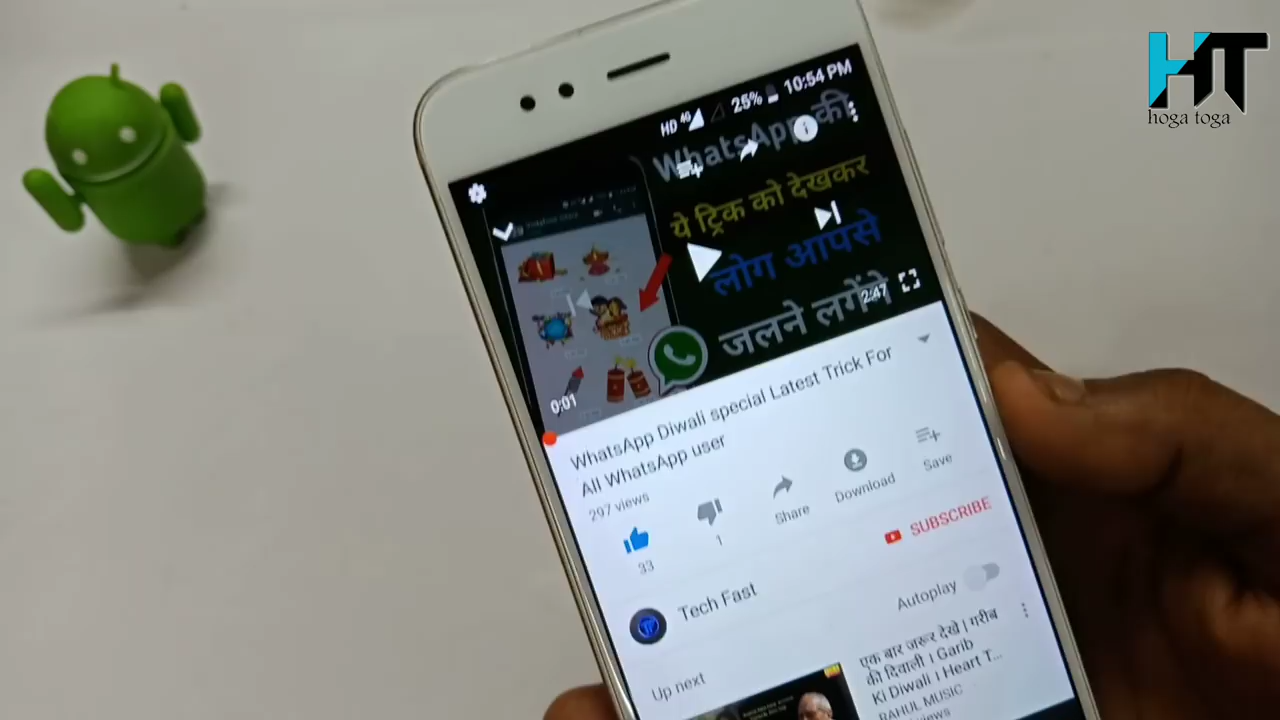 HT
hoga toga
HD 4G 25% 10:54 PM
WhatsApp की
ये ट्रिक को देखकर
लोग आपसे
जलने लगेंगे
2:47
0:01
WhatsApp Diwali special Latest Trick For
All WhatsApp user
297 views
33
1
Share
Download
Save
SUBSCRIBE
Tech Fast
Autoplay
Up next
एक बार जरूर देखे | गरीब
की दिवाली | Garib
Ki Diwali | Heart T...
RAHUL MUSIC
views